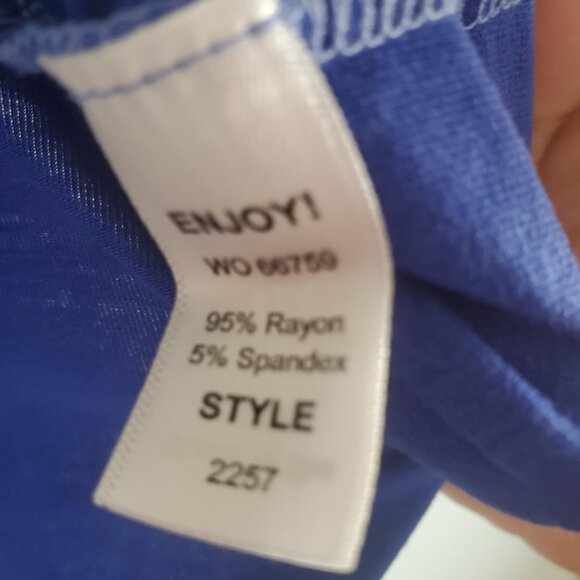 ENJOY!
WO 66759
95% Rayon
5% Spandex
STYLE
2257